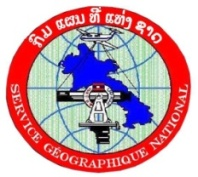 ກົມ ແຜນ ທີ່ ແຫ່ງ ຊາດ
SERVICE GÉOGRAPHIQUE NATIONAL